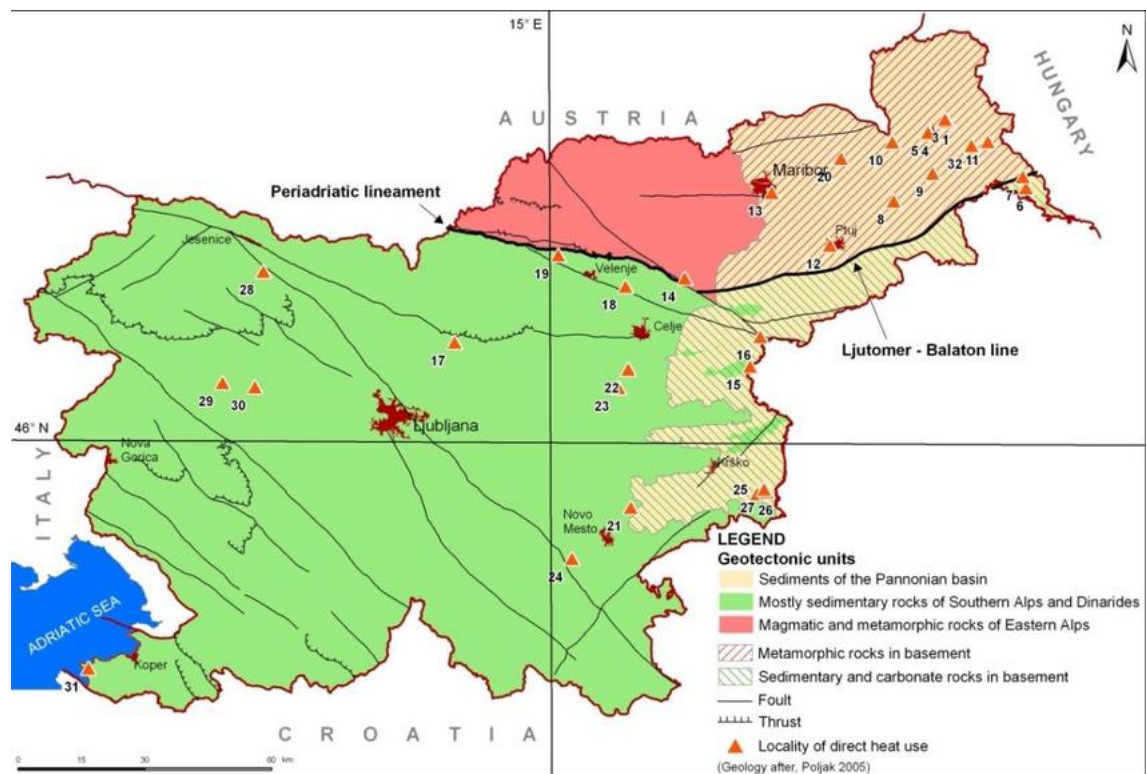 15° E
N
AUSTRIA
HUNGARY
Periadriatic lineament
Maribor
Jesenice
Velenje
Ptuj
Celje
Ljutomer - Balaton line
Ljubljana
46° N
Nova
Gorica
Krško
ITALY
Novo
Mesto
ADRIATIC SEA
Koper
CROATIA
1
3
5 4
10
20
32
11
9
13
8
7
6
12
19
14
18
28
17
16
15
22
23
29
30
25
27
26
21
24
31
LEGEND
Geotectonic units
Sediments of the Pannonian basin
Mostly sedimentary rocks of Southern Alps and Dinarides
Magmatic and metamorphic rocks of Eastern Alps
Metamorphic rocks in basement
Sedimentary and carbonate rocks in basement
Foult
Thrust
Locality of direct heat use
(Geology after, Poljak 2005)
0 15 30 60 km